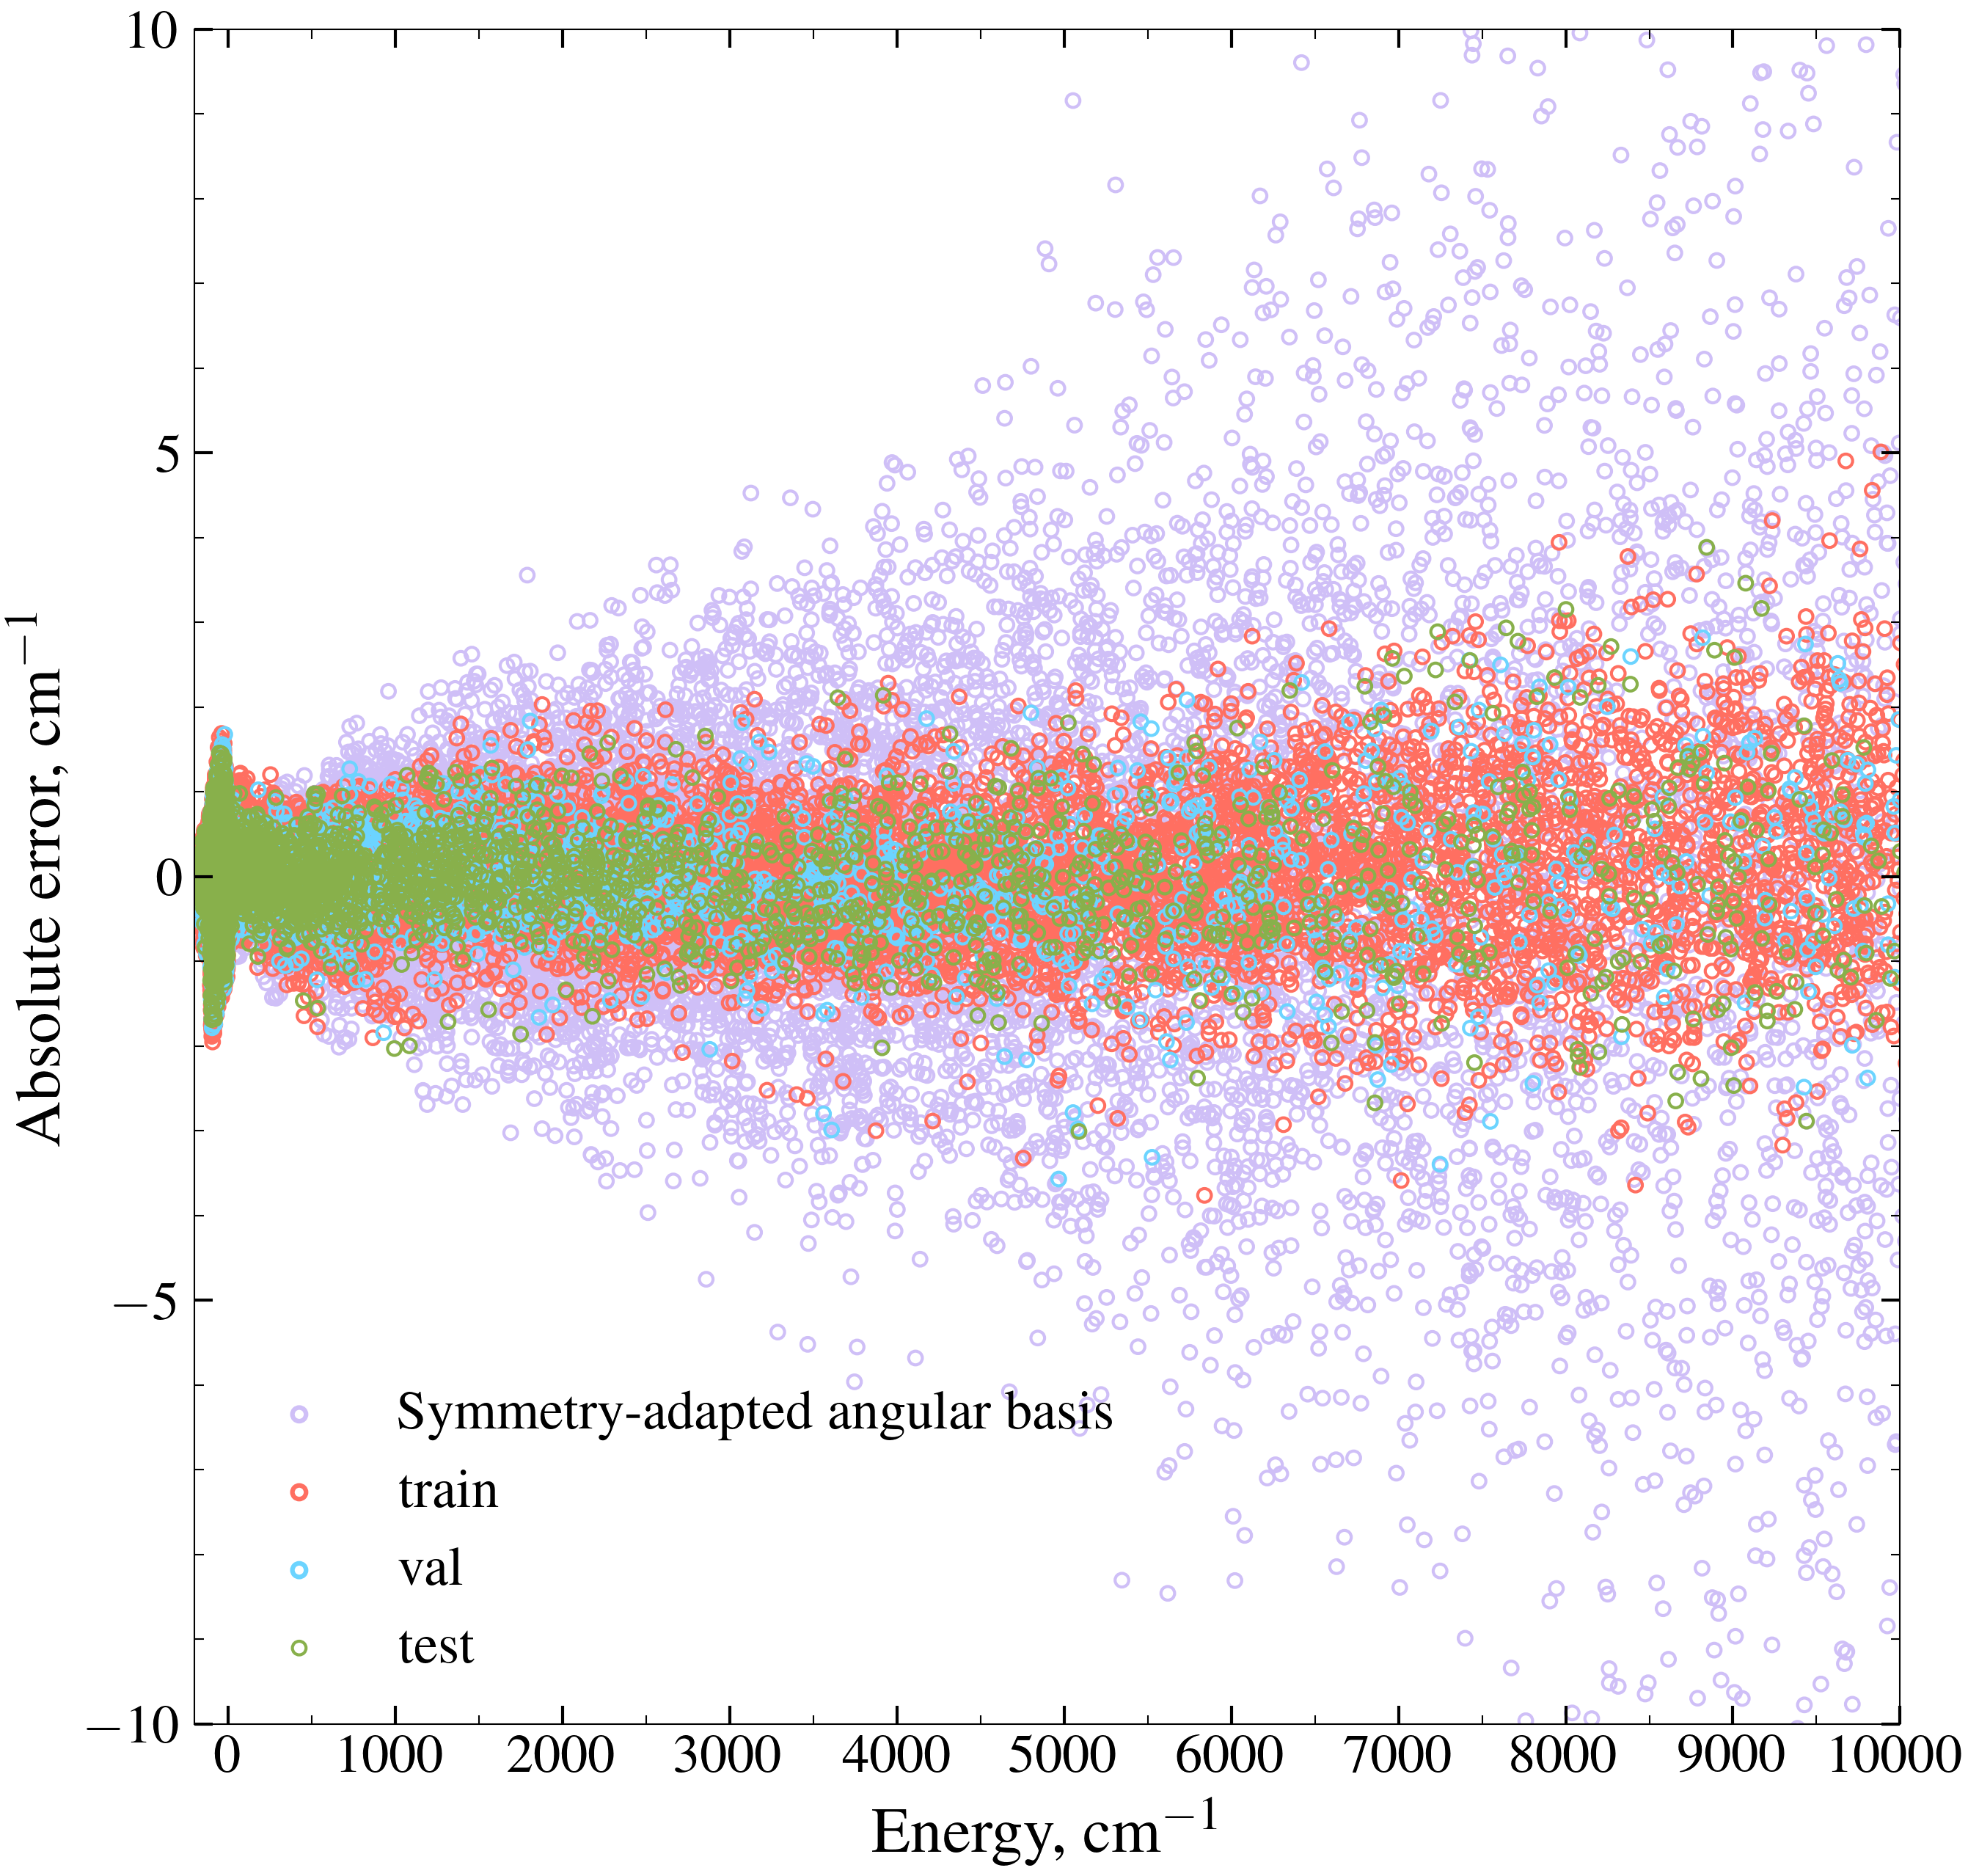 10
5
0
−5
−10
Absolute error, cm−1
Symmetry-adapted angular basis
train
val
test
0 1000 2000 3000 4000 5000 6000 7000 8000 9000 10000
Energy, cm−1